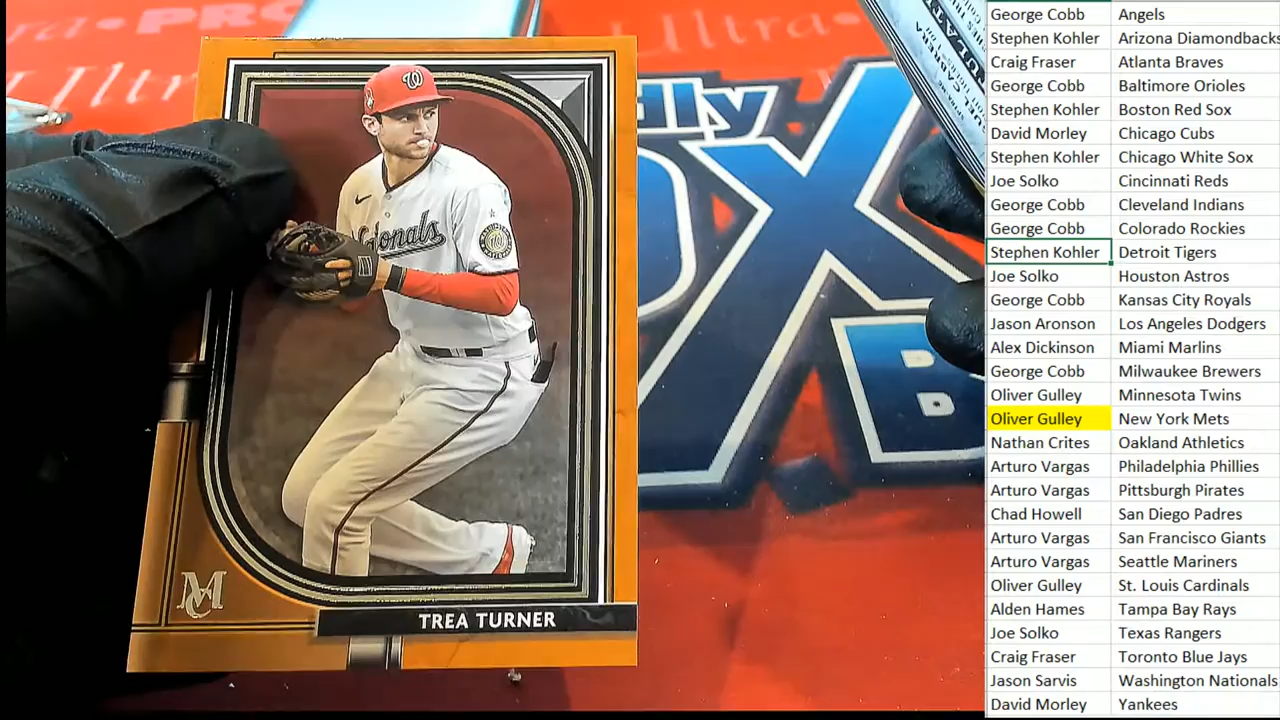 PRO
Ultra
Ultra
dly
OX
B
W
Nationals
W
M
TREA TURNER
CABRERA
George Cobb Angels
Stephen Kohler Arizona Diamondbacks
Craig Fraser Atlanta Braves
George Cobb Baltimore Orioles
Stephen Kohler Boston Red Sox
David Morley Chicago Cubs
Stephen Kohler Chicago White Sox
Joe Solko Cincinnati Reds
George Cobb Cleveland Indians
George Cobb Colorado Rockies
Stephen Kohler Detroit Tigers
Joe Solko Houston Astros
George Cobb Kansas City Royals
Jason Aronson Los Angeles Dodgers
Alex Dickinson Miami Marlins
George Cobb Milwaukee Brewers
Oliver Gulley Minnesota Twins
Oliver Gulley New York Mets
Nathan Crites Oakland Athletics
Arturo Vargas Philadelphia Phillies
Arturo Vargas Pittsburgh Pirates
Chad Howell San Diego Padres
Arturo Vargas San Francisco Giants
Arturo Vargas Seattle Mariners
Oliver Gulley St. Louis Cardinals
Alden Hames Tampa Bay Rays
Joe Solko Texas Rangers
Craig Fraser Toronto Blue Jays
Jason Sarvis Washington Nationals
David Morley Yankees